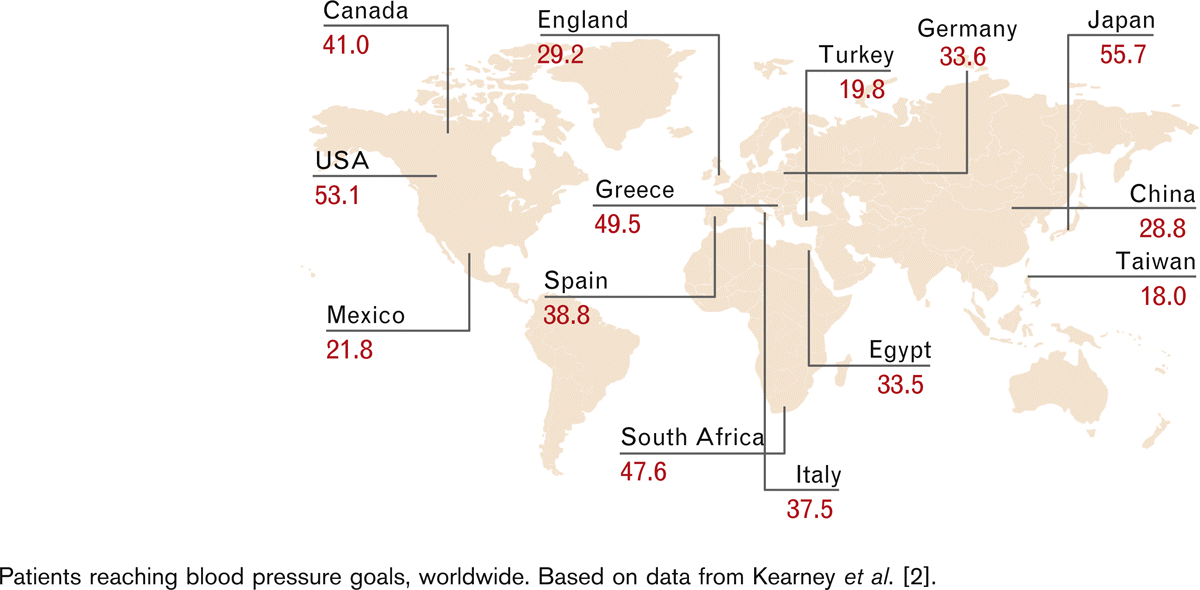 Canada
41.0
England
29.2
Turkey
19.8
Germany
33.6
Japan
55.7
USA
53.1
Greece
49.5
China
28.8
Taiwan
18.0
Spain
38.8
Mexico
21.8
Egypt
33.5
South Africa
47.6
Italy
37.5
Patients reaching blood pressure goals, worldwide. Based on data from Kearney et al. [2].